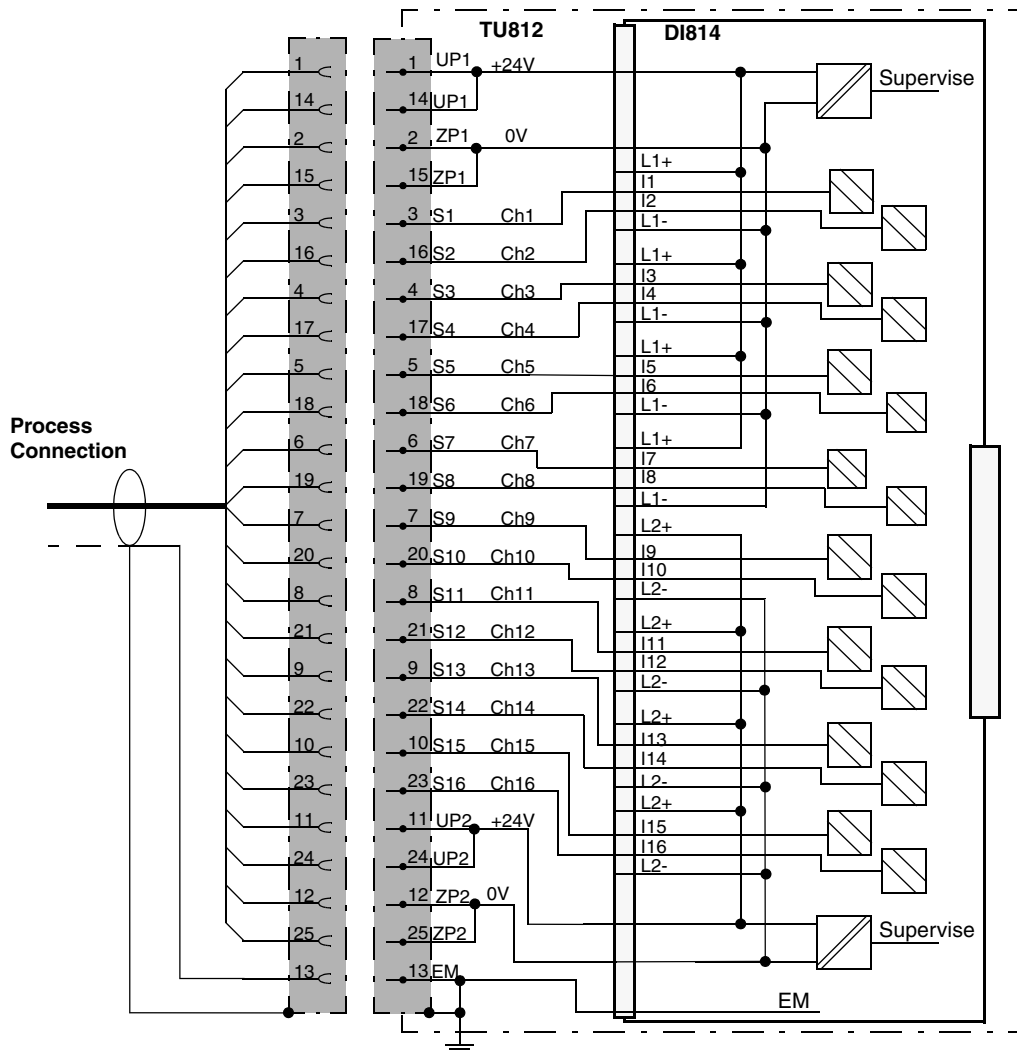 TU812 DI814
1 1 UP1 +24V Supervise
14 14 UP1
2 2 ZP1 0V
L1+
15 15 ZP1 I1
I2
3 3 S1 Ch1 L1-
16 16 S2 Ch2 L1+
I3
4 4 S3 Ch3 I4
L1-
17 17 S4 Ch4
L1+
5 5 S5 Ch5 I5
I6
18 18 S6 Ch6 L1-
Process
Connection
6 6 S7 Ch7 L1+
I7
19 19 S8 Ch8 I8
L1-
7 7 S9 Ch9 L2+
I9
20 20 S10 Ch10 I10
L2-
8 8 S11 Ch11
L2+
21 21 S12 Ch12 I11
I12
9 9 S13 Ch13 L2-
22 22 S14 Ch14 L2+
I13
10 10 S15 Ch15 I14
L2-
23 23 S16 Ch16 L2+
11 11 UP2 +24V I15
I16
24 24 UP2 L2-
12 12 ZP2 0V
25 25 ZP2 Supervise
13 13 EM
EM